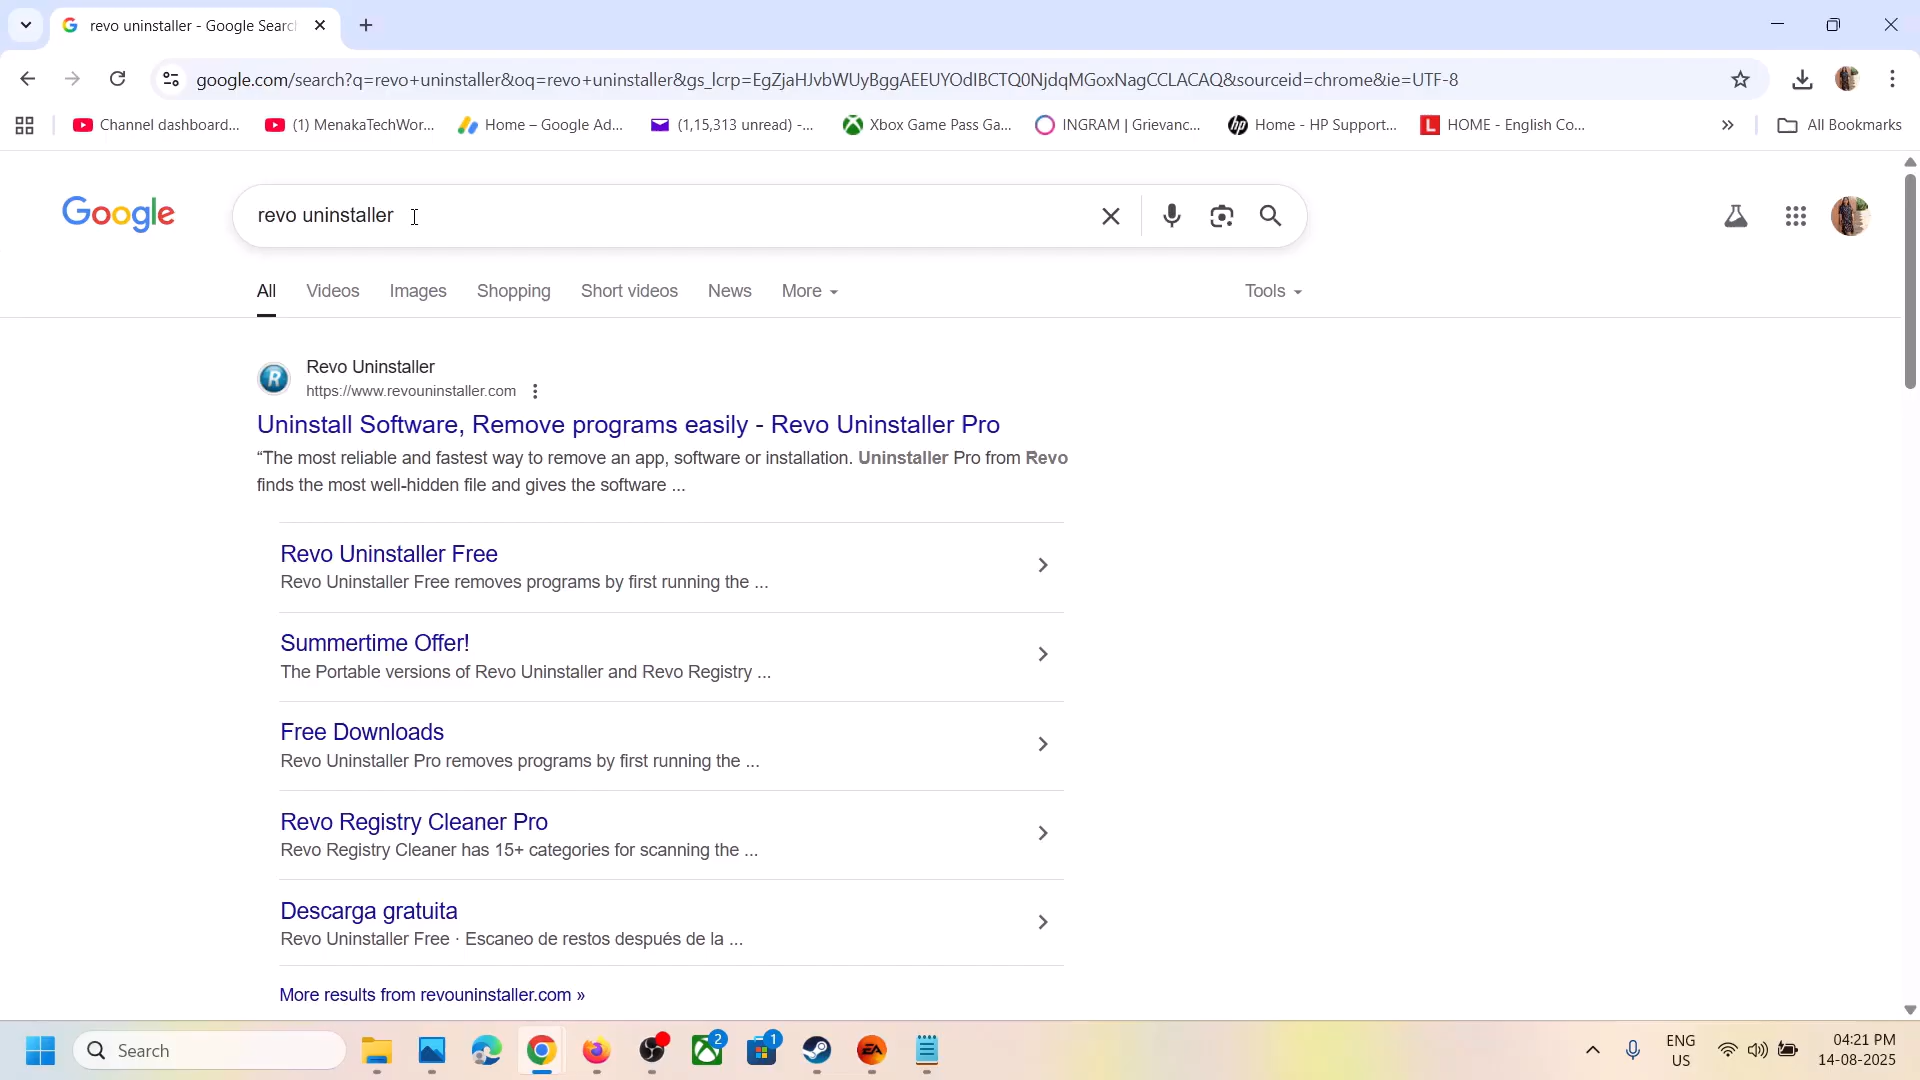 revo uninstaller - Google Searc
google.com/search?q=revo+uninstaller&oq=revo+uninstaller&gs_lcrp=EgZjaHJvbWUyBggAEEUYOdIBCTQ0NjdqMGoxNagCCLACAQ&sourceid=chrome&ie=UTF-8
Channel dashboard...
(1) MenakaTechWor...
Home – Google Ad...
(1,15,313 unread) -...
Xbox Game Pass Ga...
INGRAM | Grievanc...
Home - HP Support...
HOME - English Co...
All Bookmarks
Google
revo uninstaller
All
Videos
Images
Shopping
Short videos
News
More
Tools
Revo Uninstaller
https://www.revouninstaller.com
Uninstall Software, Remove programs easily - Revo Uninstaller Pro
“The most reliable and fastest way to remove an app, software or installation. Uninstaller Pro from Revo
finds the most well-hidden file and gives the software ...
Revo Uninstaller Free
Revo Uninstaller Free removes programs by first running the ...
Summertime Offer!
The Portable versions of Revo Uninstaller and Revo Registry ...
Free Downloads
Revo Uninstaller Pro removes programs by first running the ...
Revo Registry Cleaner Pro
Revo Registry Cleaner has 15+ categories for scanning the ...
Descarga gratuita
Revo Uninstaller Free · Escaneo de restos después de la ...
More results from revouninstaller.com »
Search
2
1
EA
ENG
US
04:21 PM
14-08-2025